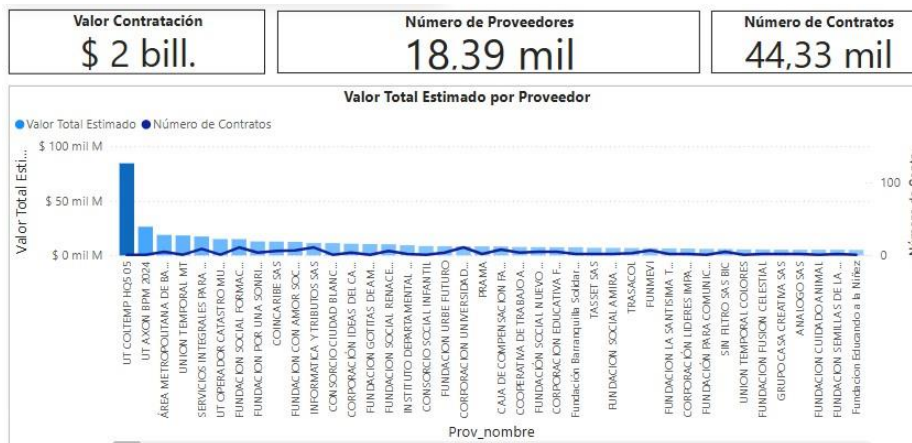 Valor Contratación
$ 2 bill.
Número de Proveedores
18,39 mil
Número de Contratos
44,33 mil
Valor Total Estimado por Proveedor
Valor Total Estimado Número de Contratos
Valor Total Esti...
$ 100 mil M
$ 50 mil M
$ 0 mil M
100
0
UT COLTEMP HQ5 05
UT AXON BPM 2024
ÁREA METROPOLITANA DE BA...
UNION TEMPORAL MT
SERVICIOS INTEGRALES PARA ...
UT OPERADOR CATASTRO MU...
FUNDACION SOCIAL FORMAC...
FUNDACION POR UNA SONRI...
COINCARIBE SAS
FUNDACION CON AMOR SOC...
INFORMATICA Y TRIBUTOS SAS
CONSORCIO CIUDAD BLANC...
CORPORACIÓN IDEAS DEL CA...
FUNDACION GOTITAS DE AM...
FUNDACION SOCIAL RENACE...
INSTITUTO DEPARTAMENTAL ...
CONSORCIO SOCIAL INFANTIL
FUNDACION URBE FUTURO
CORPORACION UNIVERSIDAD...
PRAMA
CAJA DE COMPENSACION FA...
COOPERATIVA DE TRABAJO A...
FUNDACIÓN SOCIAL NUEVO ...
CORPORACION EDUCATIVA F...
Fundación Barranquilla Solidar...
TASSET SAS
FUNDACION SOCIAL AMIRA ...
TRASACOL
FUNMEVI
FUNDACION LA SANTISIMA T...
CORPORACIÓN LIDERES IMPA...
FUNDACIÓN PARA COMUNIC...
SIN FILTRO SAS BIC
UNION TEMPORAL COLORES
FUNDACION FUSION CELESTIAL
GRUPO CASA CREATIVA SAS
ANALOGO SAS
FUNDACION CUIDADO ANIMAL
FUNDACION SEMILLAS DE LA ...
Fundacion Educando a la Niñez
Prov_nombre